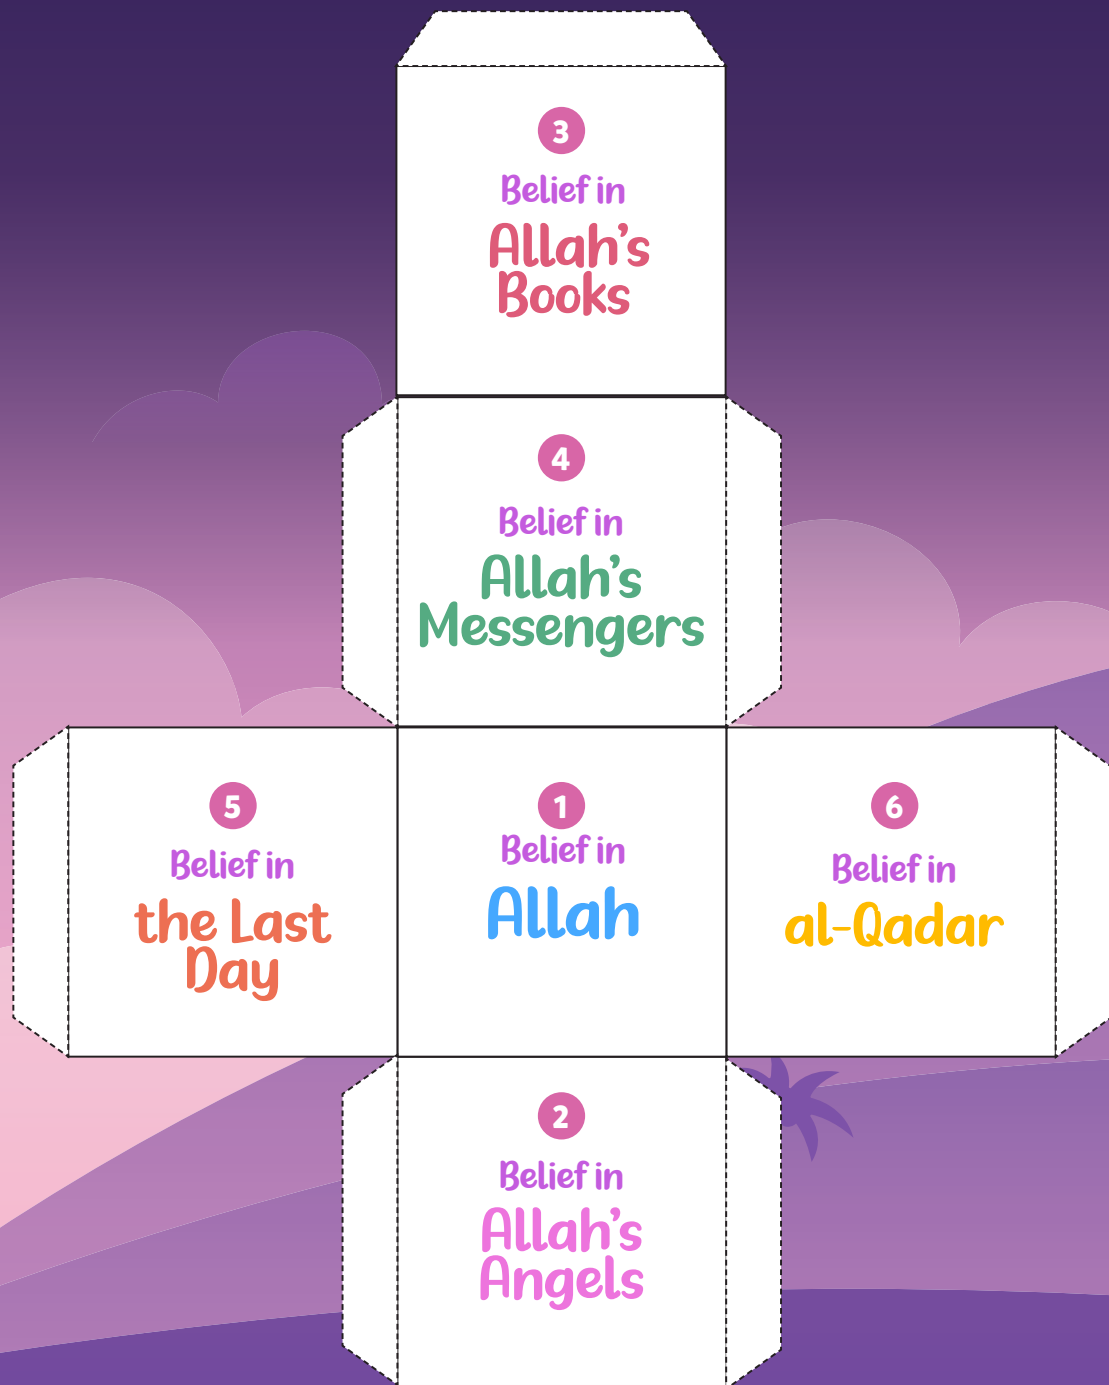 3
Belief in
Allah's
Books
4
Belief in
Allah's
Messengers
5
Belief in
the Last
Day
1
Belief in
Allah
6
Belief in
al-Qadar
2
Belief in
Allah's
Angels